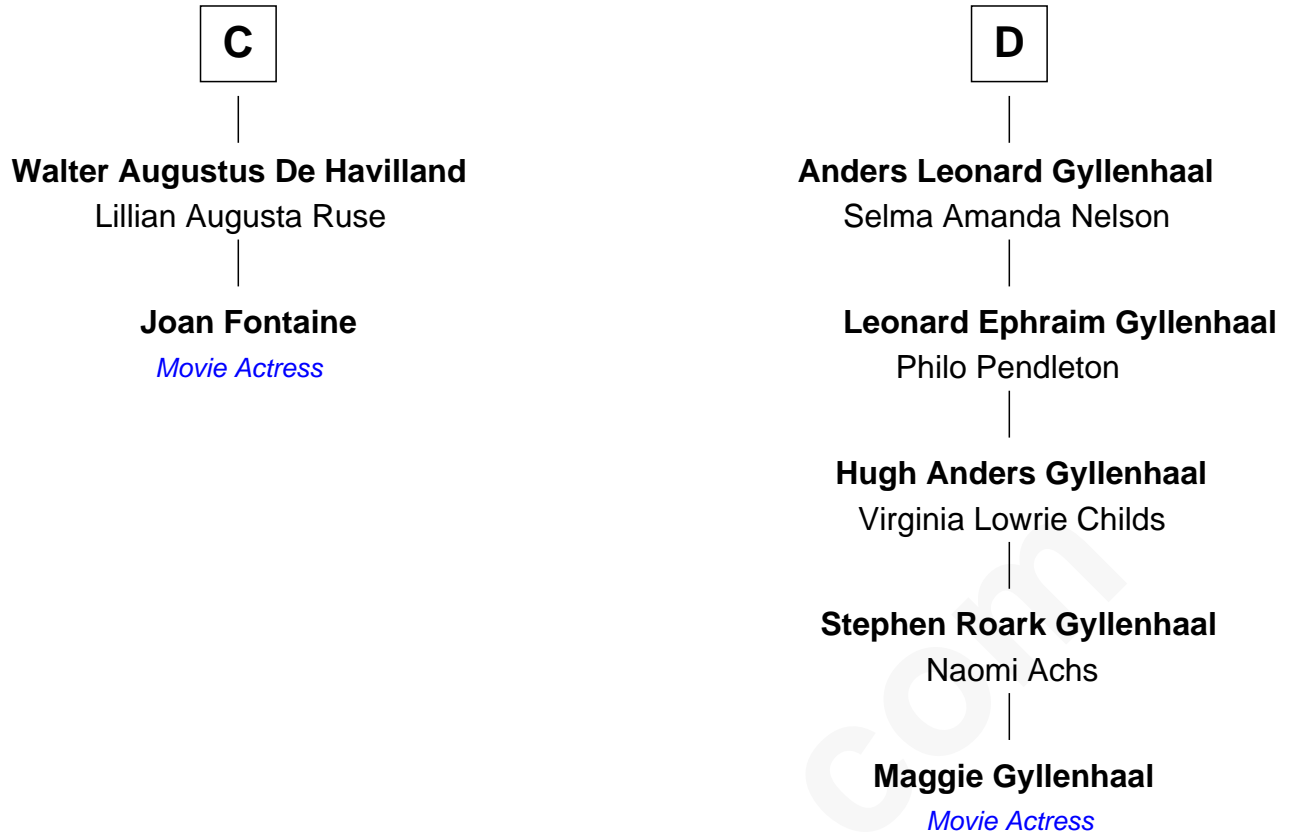 C
Walter Augustus De Havilland
Lillian Augusta Ruse
Joan Fontaine
Movie Actress
D
Anders Leonard Gyllenhaal
Selma Amanda Nelson
Leonard Ephraim Gyllenhaal
Philo Pendleton
Hugh Anders Gyllenhaal
Virginia Lowrie Childs
Stephen Roark Gyllenhaal
Naomi Achs
Maggie Gyllenhaal
Movie Actress
com